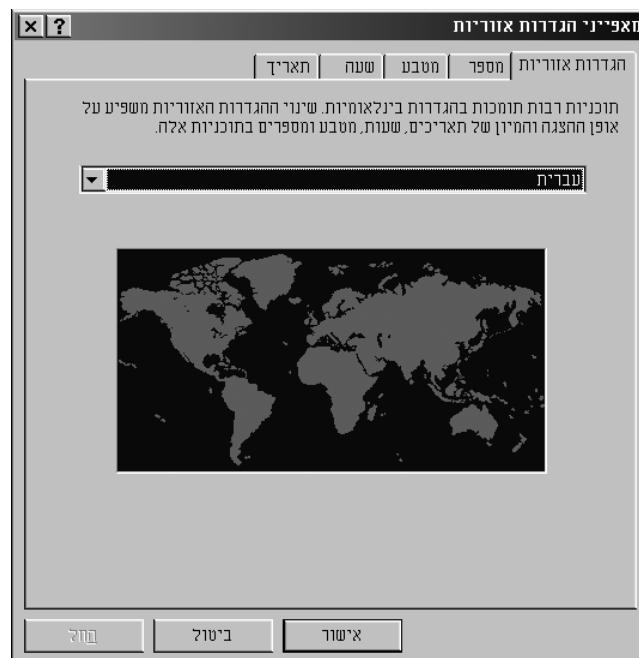 מאפייני הגדרות אזוריות
הגדרות אזוריות מספר מטבע שעה תאריך
תוכניות רבות תומכות בהגדרות בינלאומיות. שינוי ההגדרות האזוריות משפיע על
אופן ההצגה והמיון של תאריכים, שעות, מטבע ומספרים בתוכניות אלה.
עברית
אישור ביטול החל